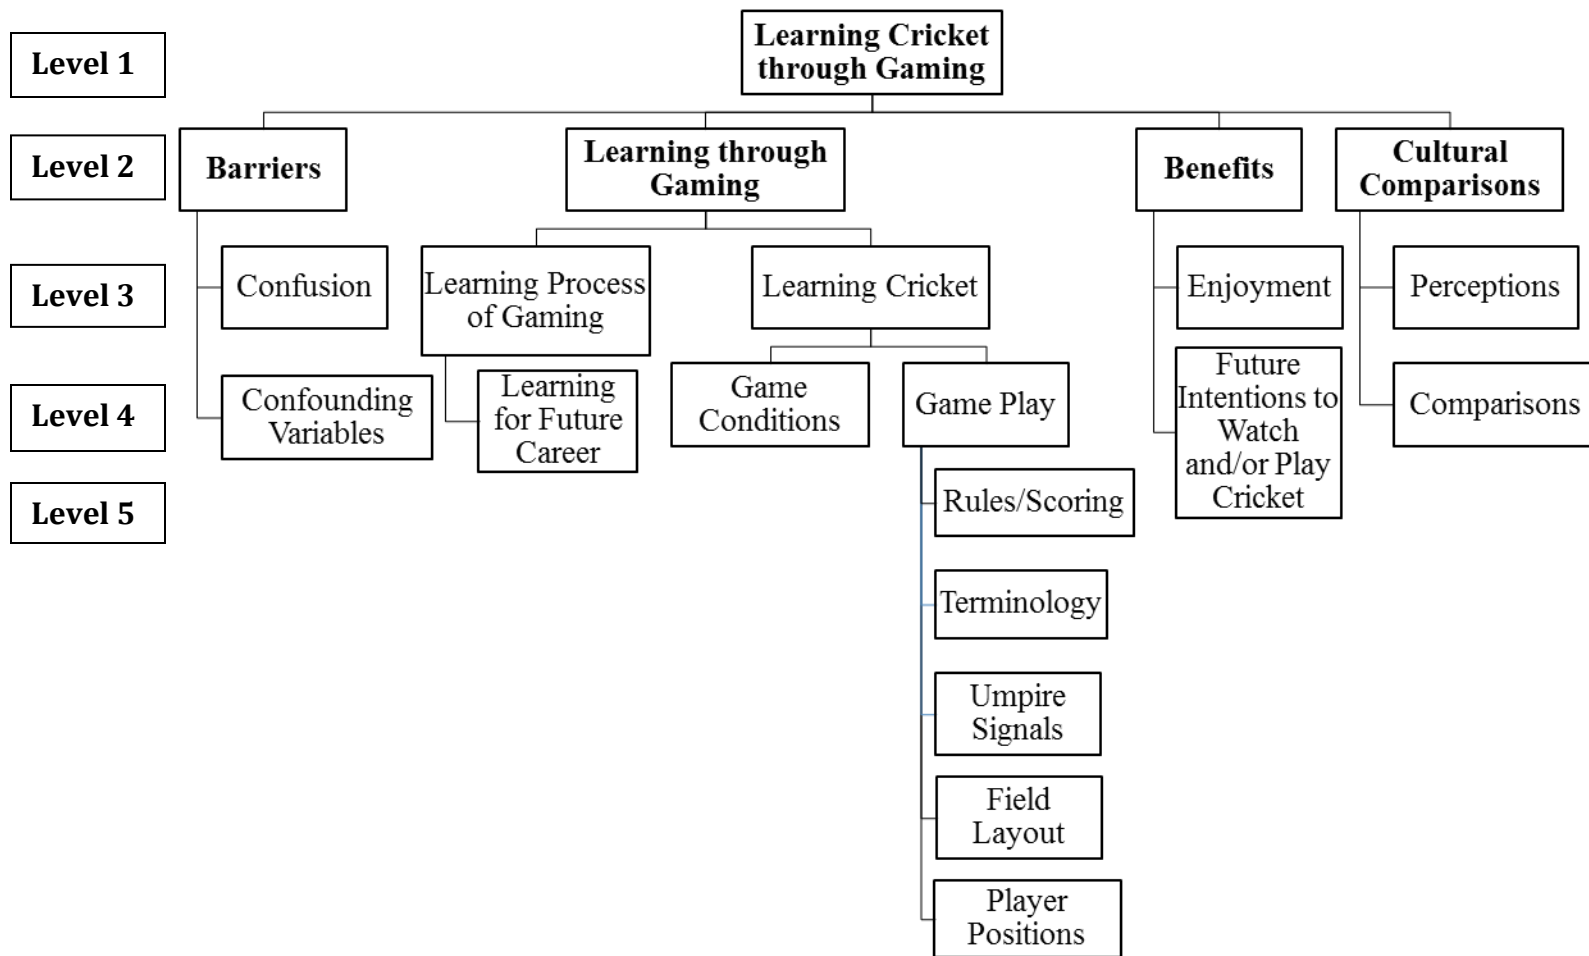 Learning Cricket
through Gaming
Level 1
Level 2
Barriers
Learning through
Gaming
Benefits
Cultural
Comparisons
Level 3
Confusion
Learning Process
of Gaming
Learning Cricket
Enjoyment
Perceptions
Level 4
Confounding
Variables
Learning
for Future
Career
Game
Conditions
Game Play
Future
Intentions to
Watch
and/or Play
Cricket
Comparisons
Level 5
Rules/Scoring
Terminology
Umpire
Signals
Field
Layout
Player
Positions